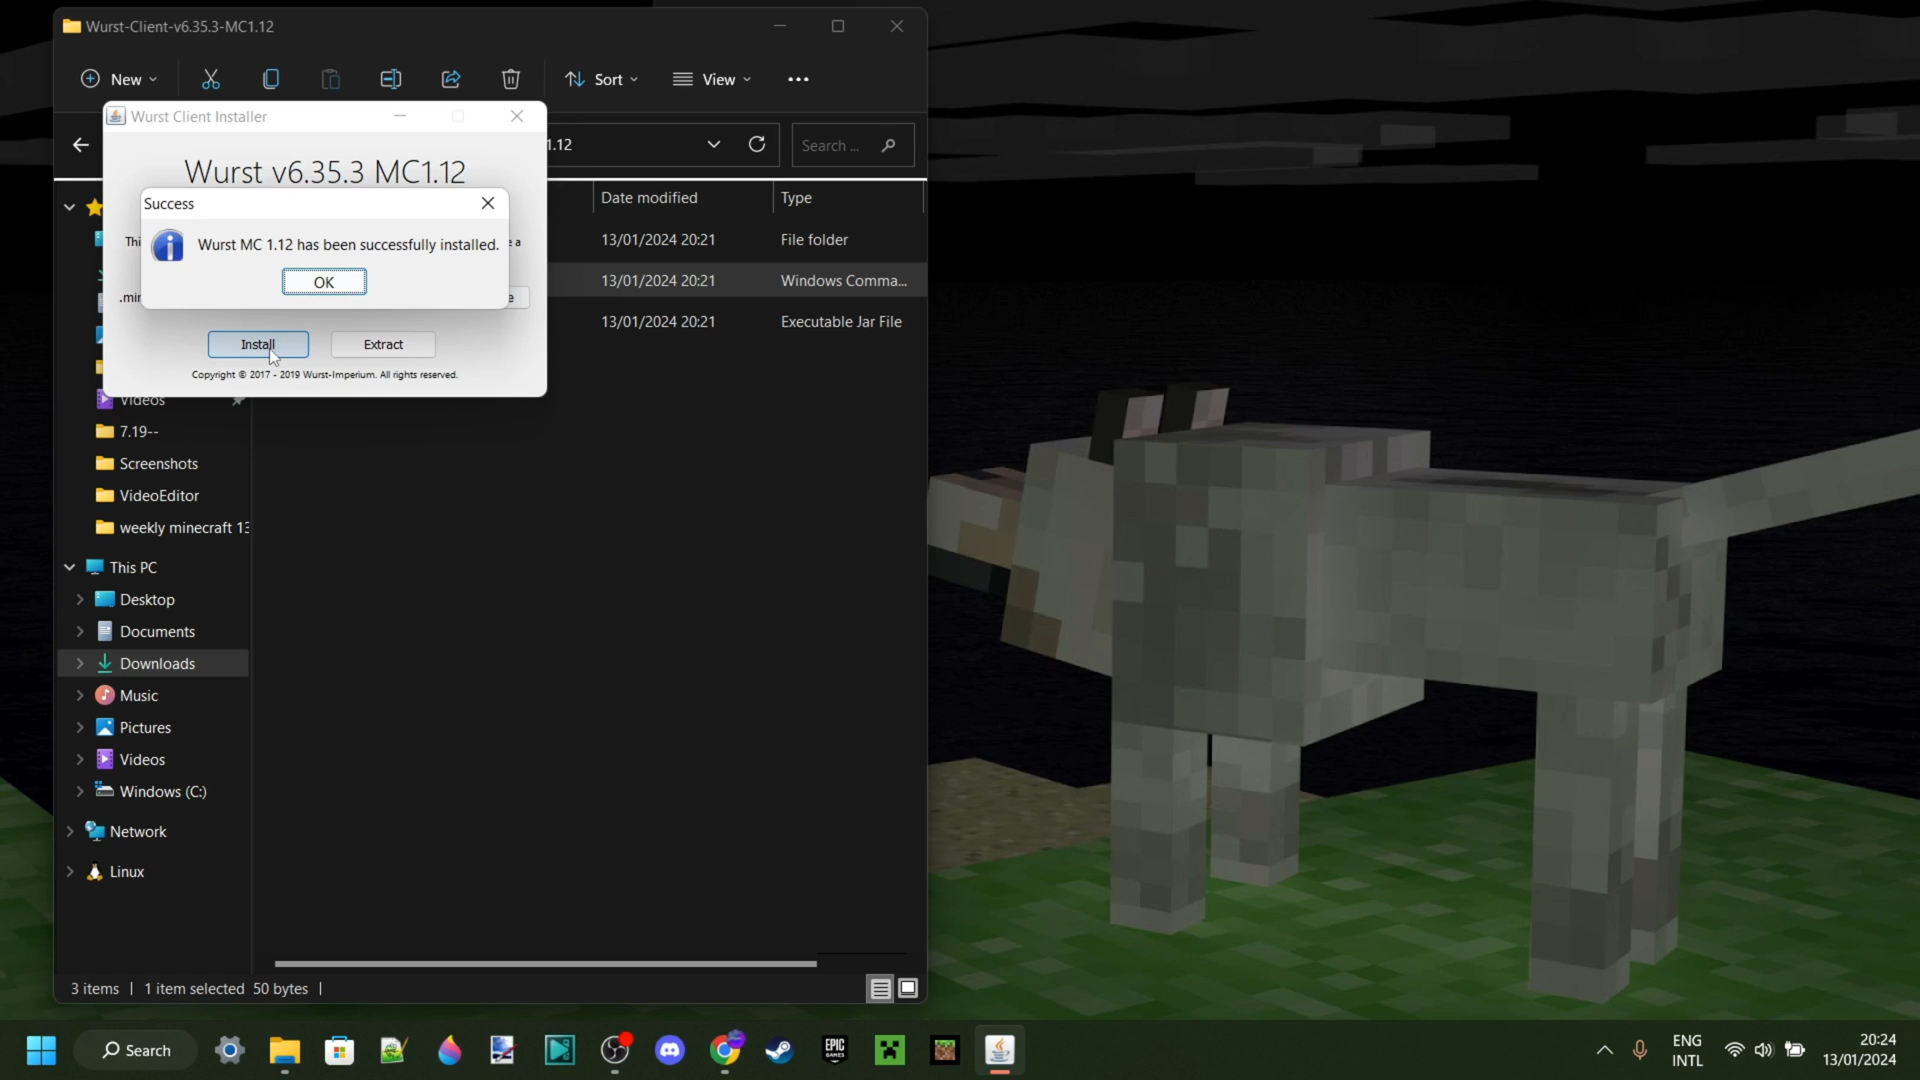 Wurst-Client-v6.35.3-MC1.12
New
Sort
View
Wurst Client Installer
1.12
Search ...
Wurst v6.35.3 MC1.12
Date modified
Type
Success
13/01/2024 20:21
File folder
Wurst MC 1.12 has been successfully installed.
e a
13/01/2024 20:21
Windows Comma...
OK
.mi
e
13/01/2024 20:21
Executable Jar File
Install
Extract
Copyright © 2017 - 2019 Wurst-Imperium. All rights reserved.
Videos
7.19--
Screenshots
VideoEditor
weekly minecraft 13
This PC
Desktop
Documents
Downloads
Music
Pictures
Videos
Windows (C:)
Network
Linux
3 items
1 item selected 50 bytes
Search
EPIC
GAMES
ENG
INTL
20:24
13/01/2024